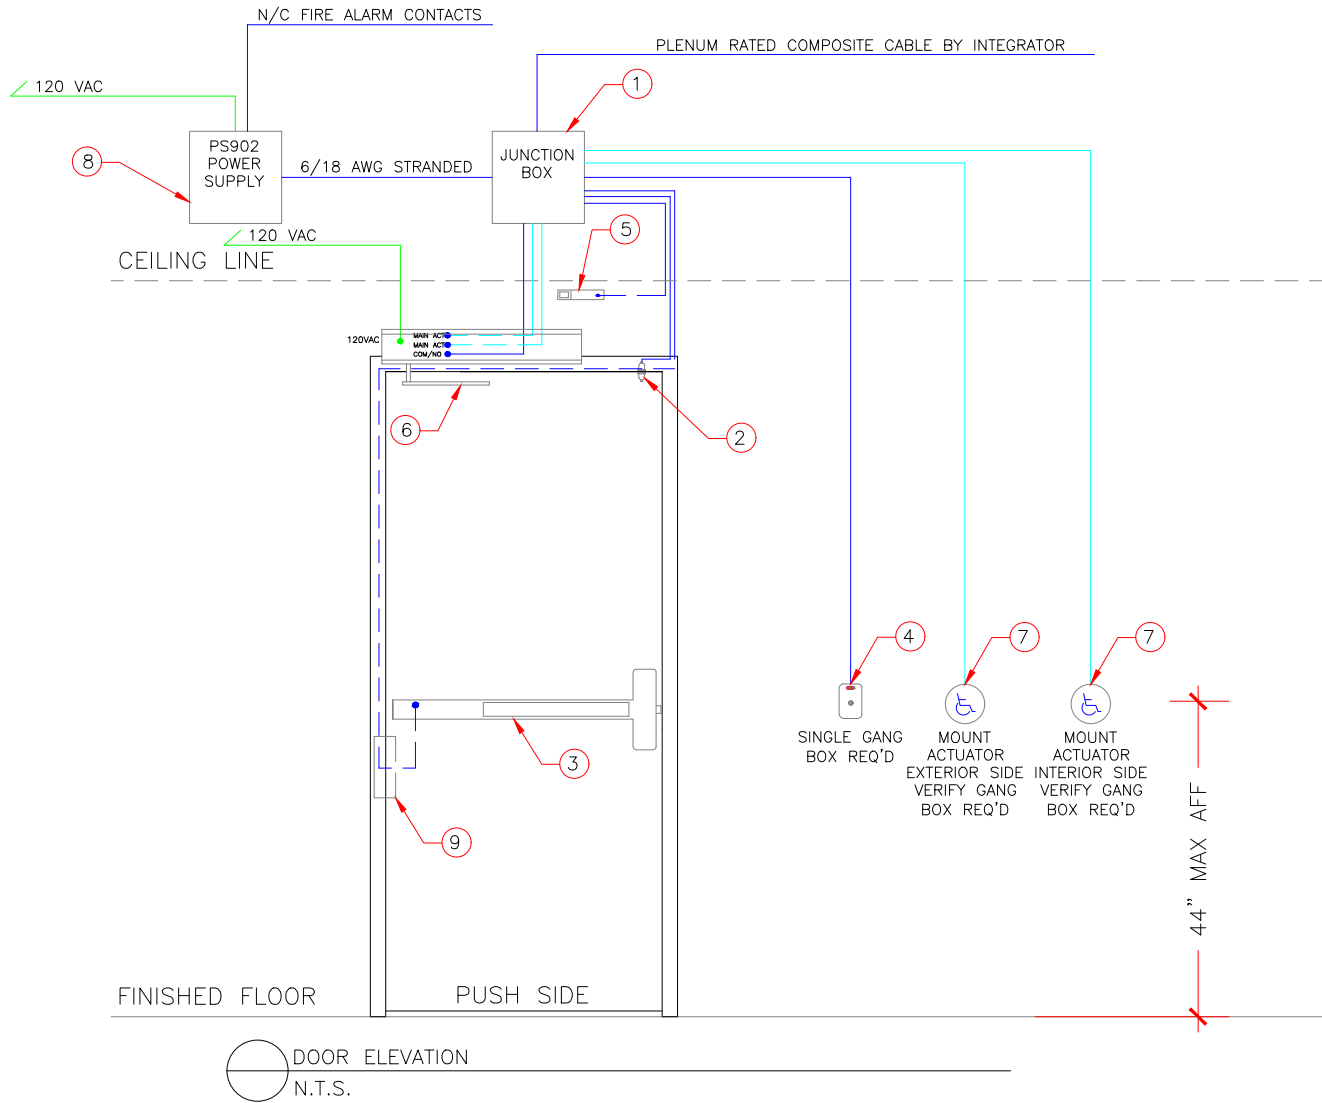 N/C FIRE ALARM CONTACTS
PLENUM RATED COMPOSITE CABLE BY INTEGRATOR
120 VAC
1
PS902
POWER
SUPPLY
8
6/18 AWG STRANDED
JUNCTION
BOX
120 VAC
5
CEILING LINE
120VAC
MAIN ACT
MAIN ACT
COM/NO
6
2
4
7
7
3
9
SINGLE GANG
BOX REQ'D
MOUNT
ACTUATOR
EXTERIOR SIDE
VERIFY GANG
BOX REQ'D
MOUNT
ACTUATOR
INTERIOR SIDE
VERIFY GANG
BOX REQ'D
44" MAX AFF
FINISHED FLOOR
PUSH SIDE
DOOR ELEVATION
N.T.S.